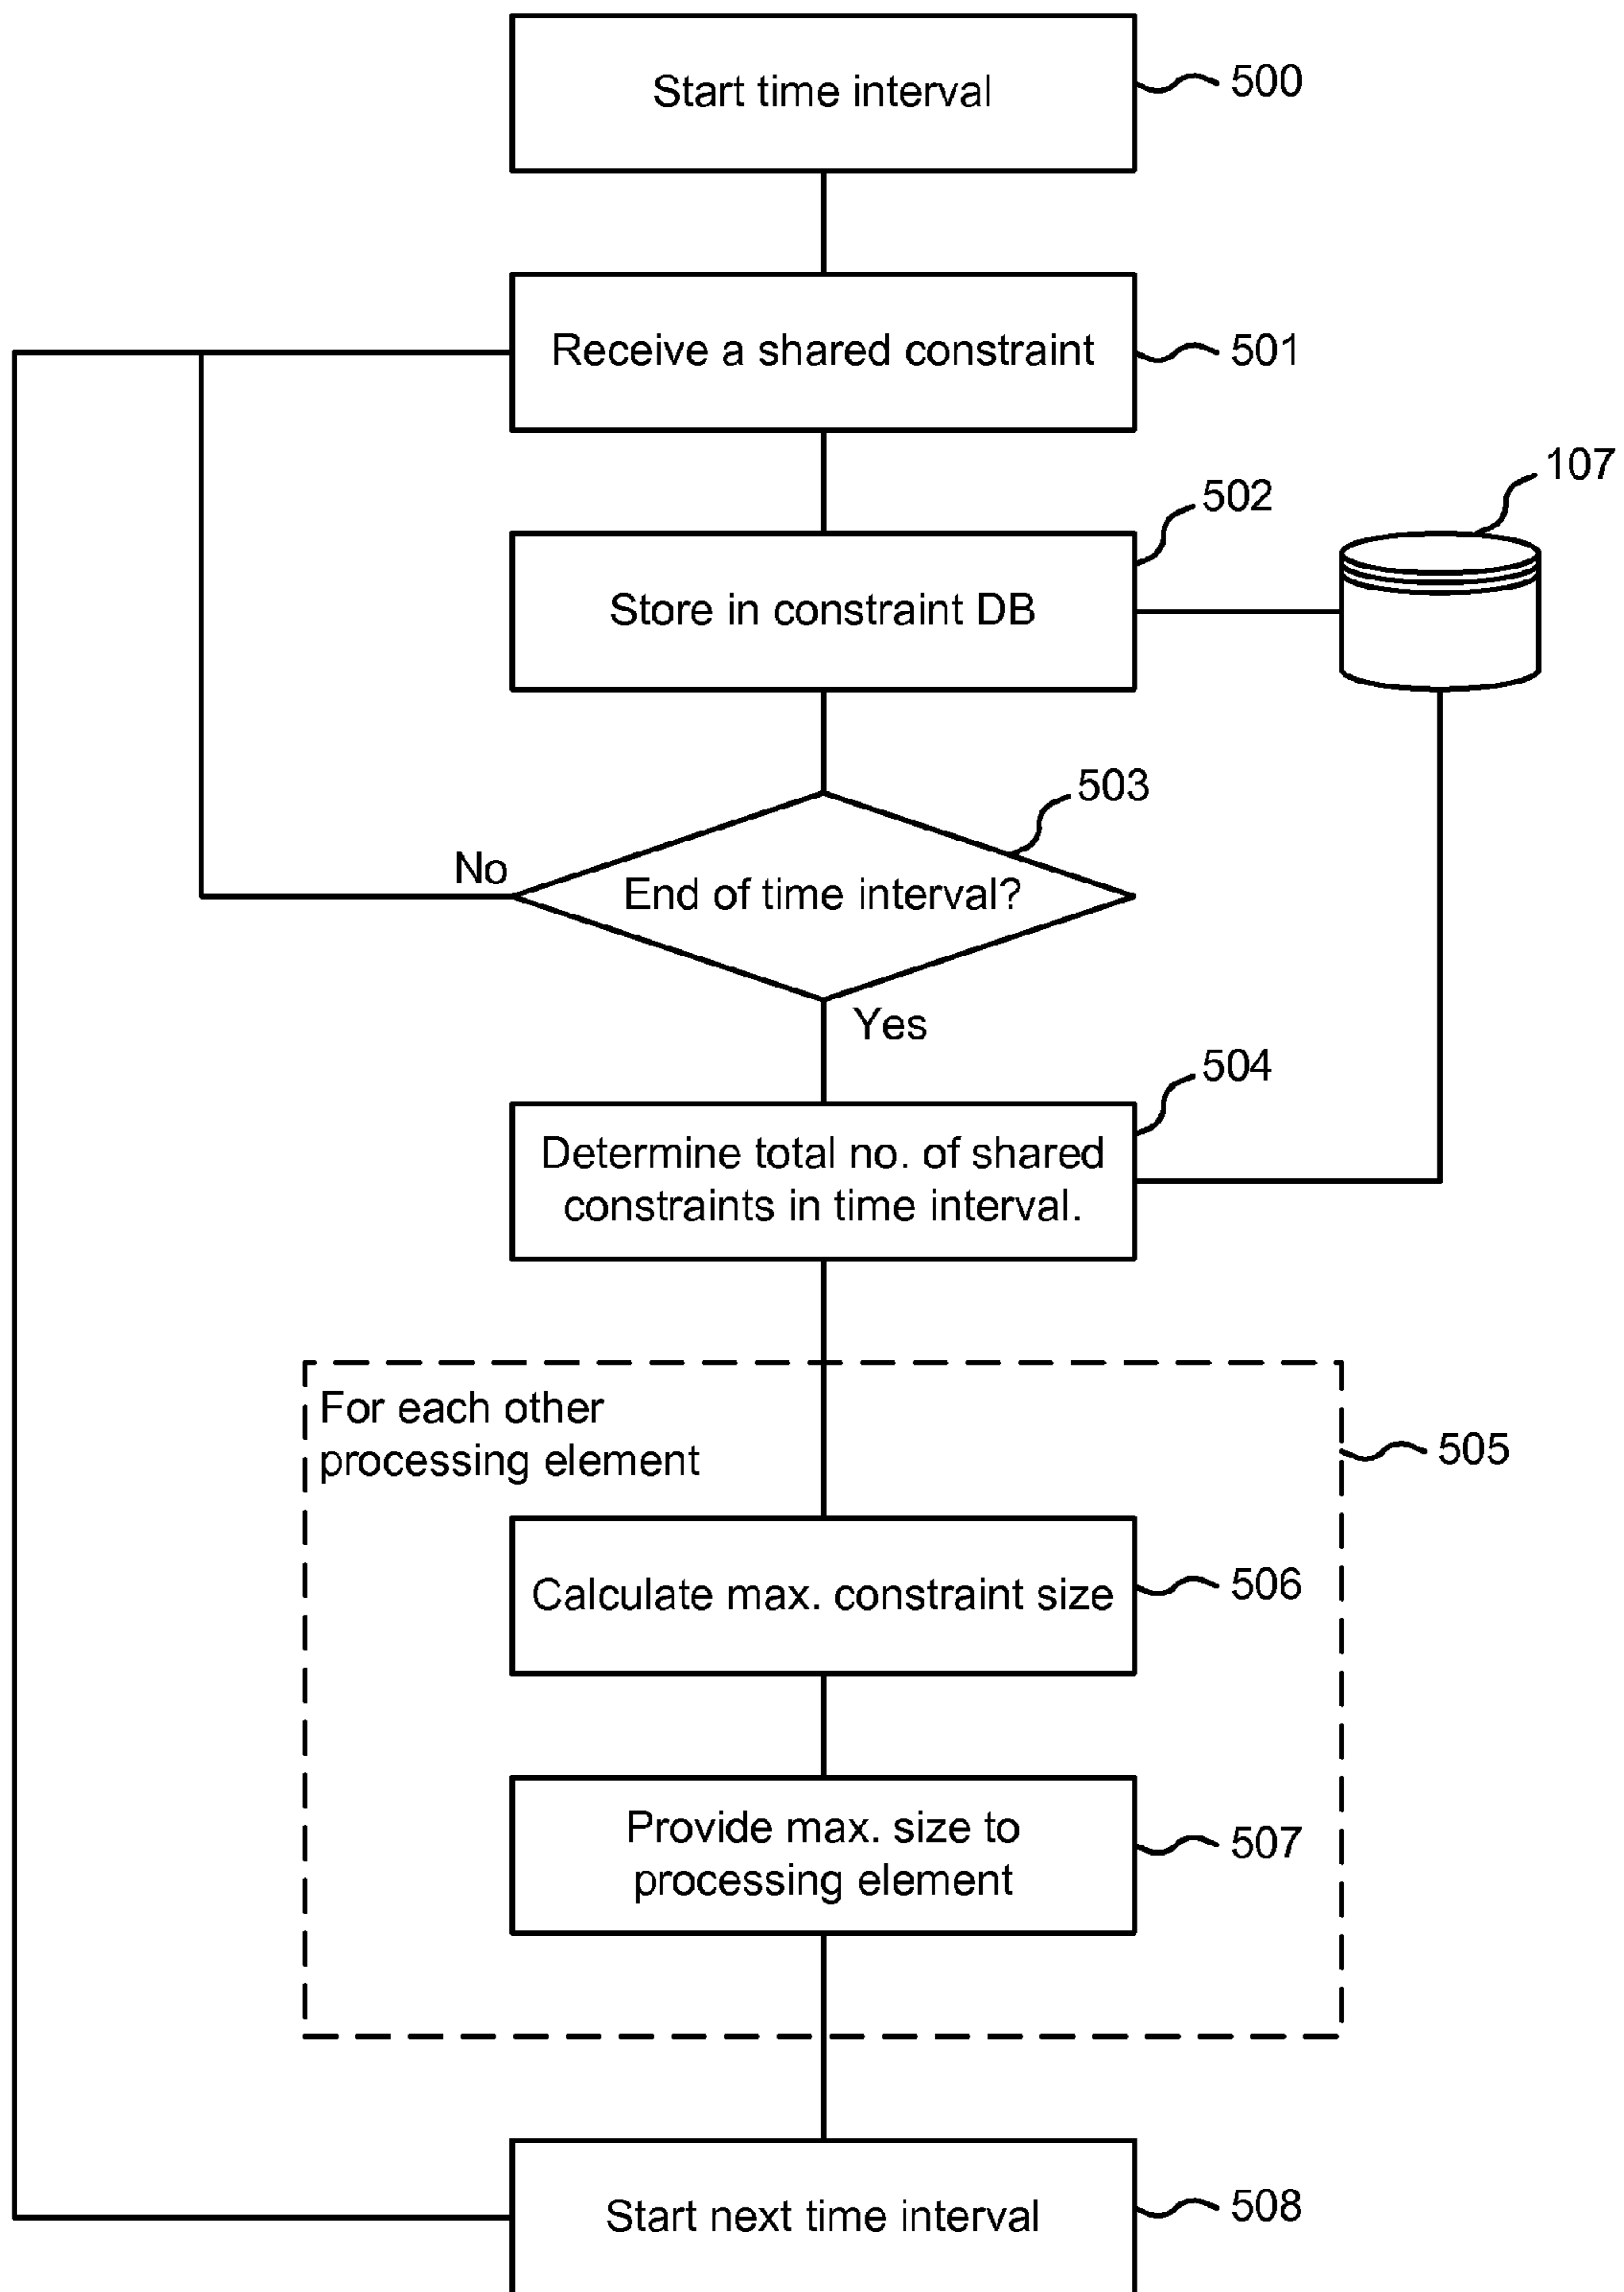 Start time interval
500
Receive a shared constraint
501
107
502
Store in constraint DB
503
No
End of time interval?
Yes
504
Determine total no. of shared
constraints in time interval.
For each other
processing element
505
Calculate max. constraint size
506
Provide max. size to
processing element
507
Start next time interval
508